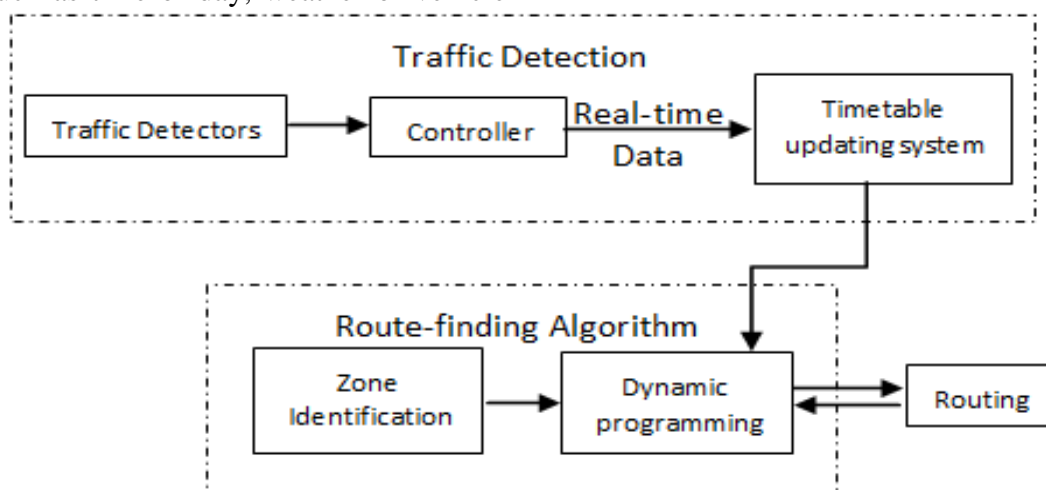 Traffic Detection
Traffic Detectors
Controller
Real-time
Data
Timetable
updating system
Route-finding Algorithm
Zone
Identification
Dynamic
programming
Routing